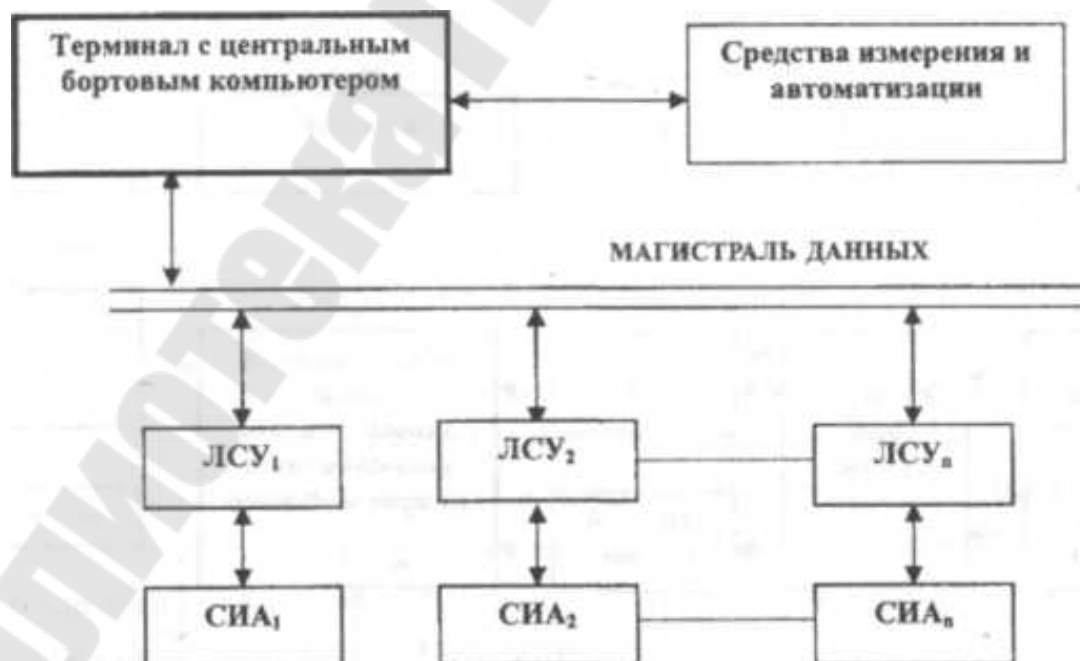 Терминал с центральным
бортовым компьютером
Средства измерения и
автоматизации
МАГИСТРАЛЬ ДАННЫХ
ЛСУ₁
ЛСУ₂
ЛСУₙ
СИА₁
СИА₂
СИАₙ